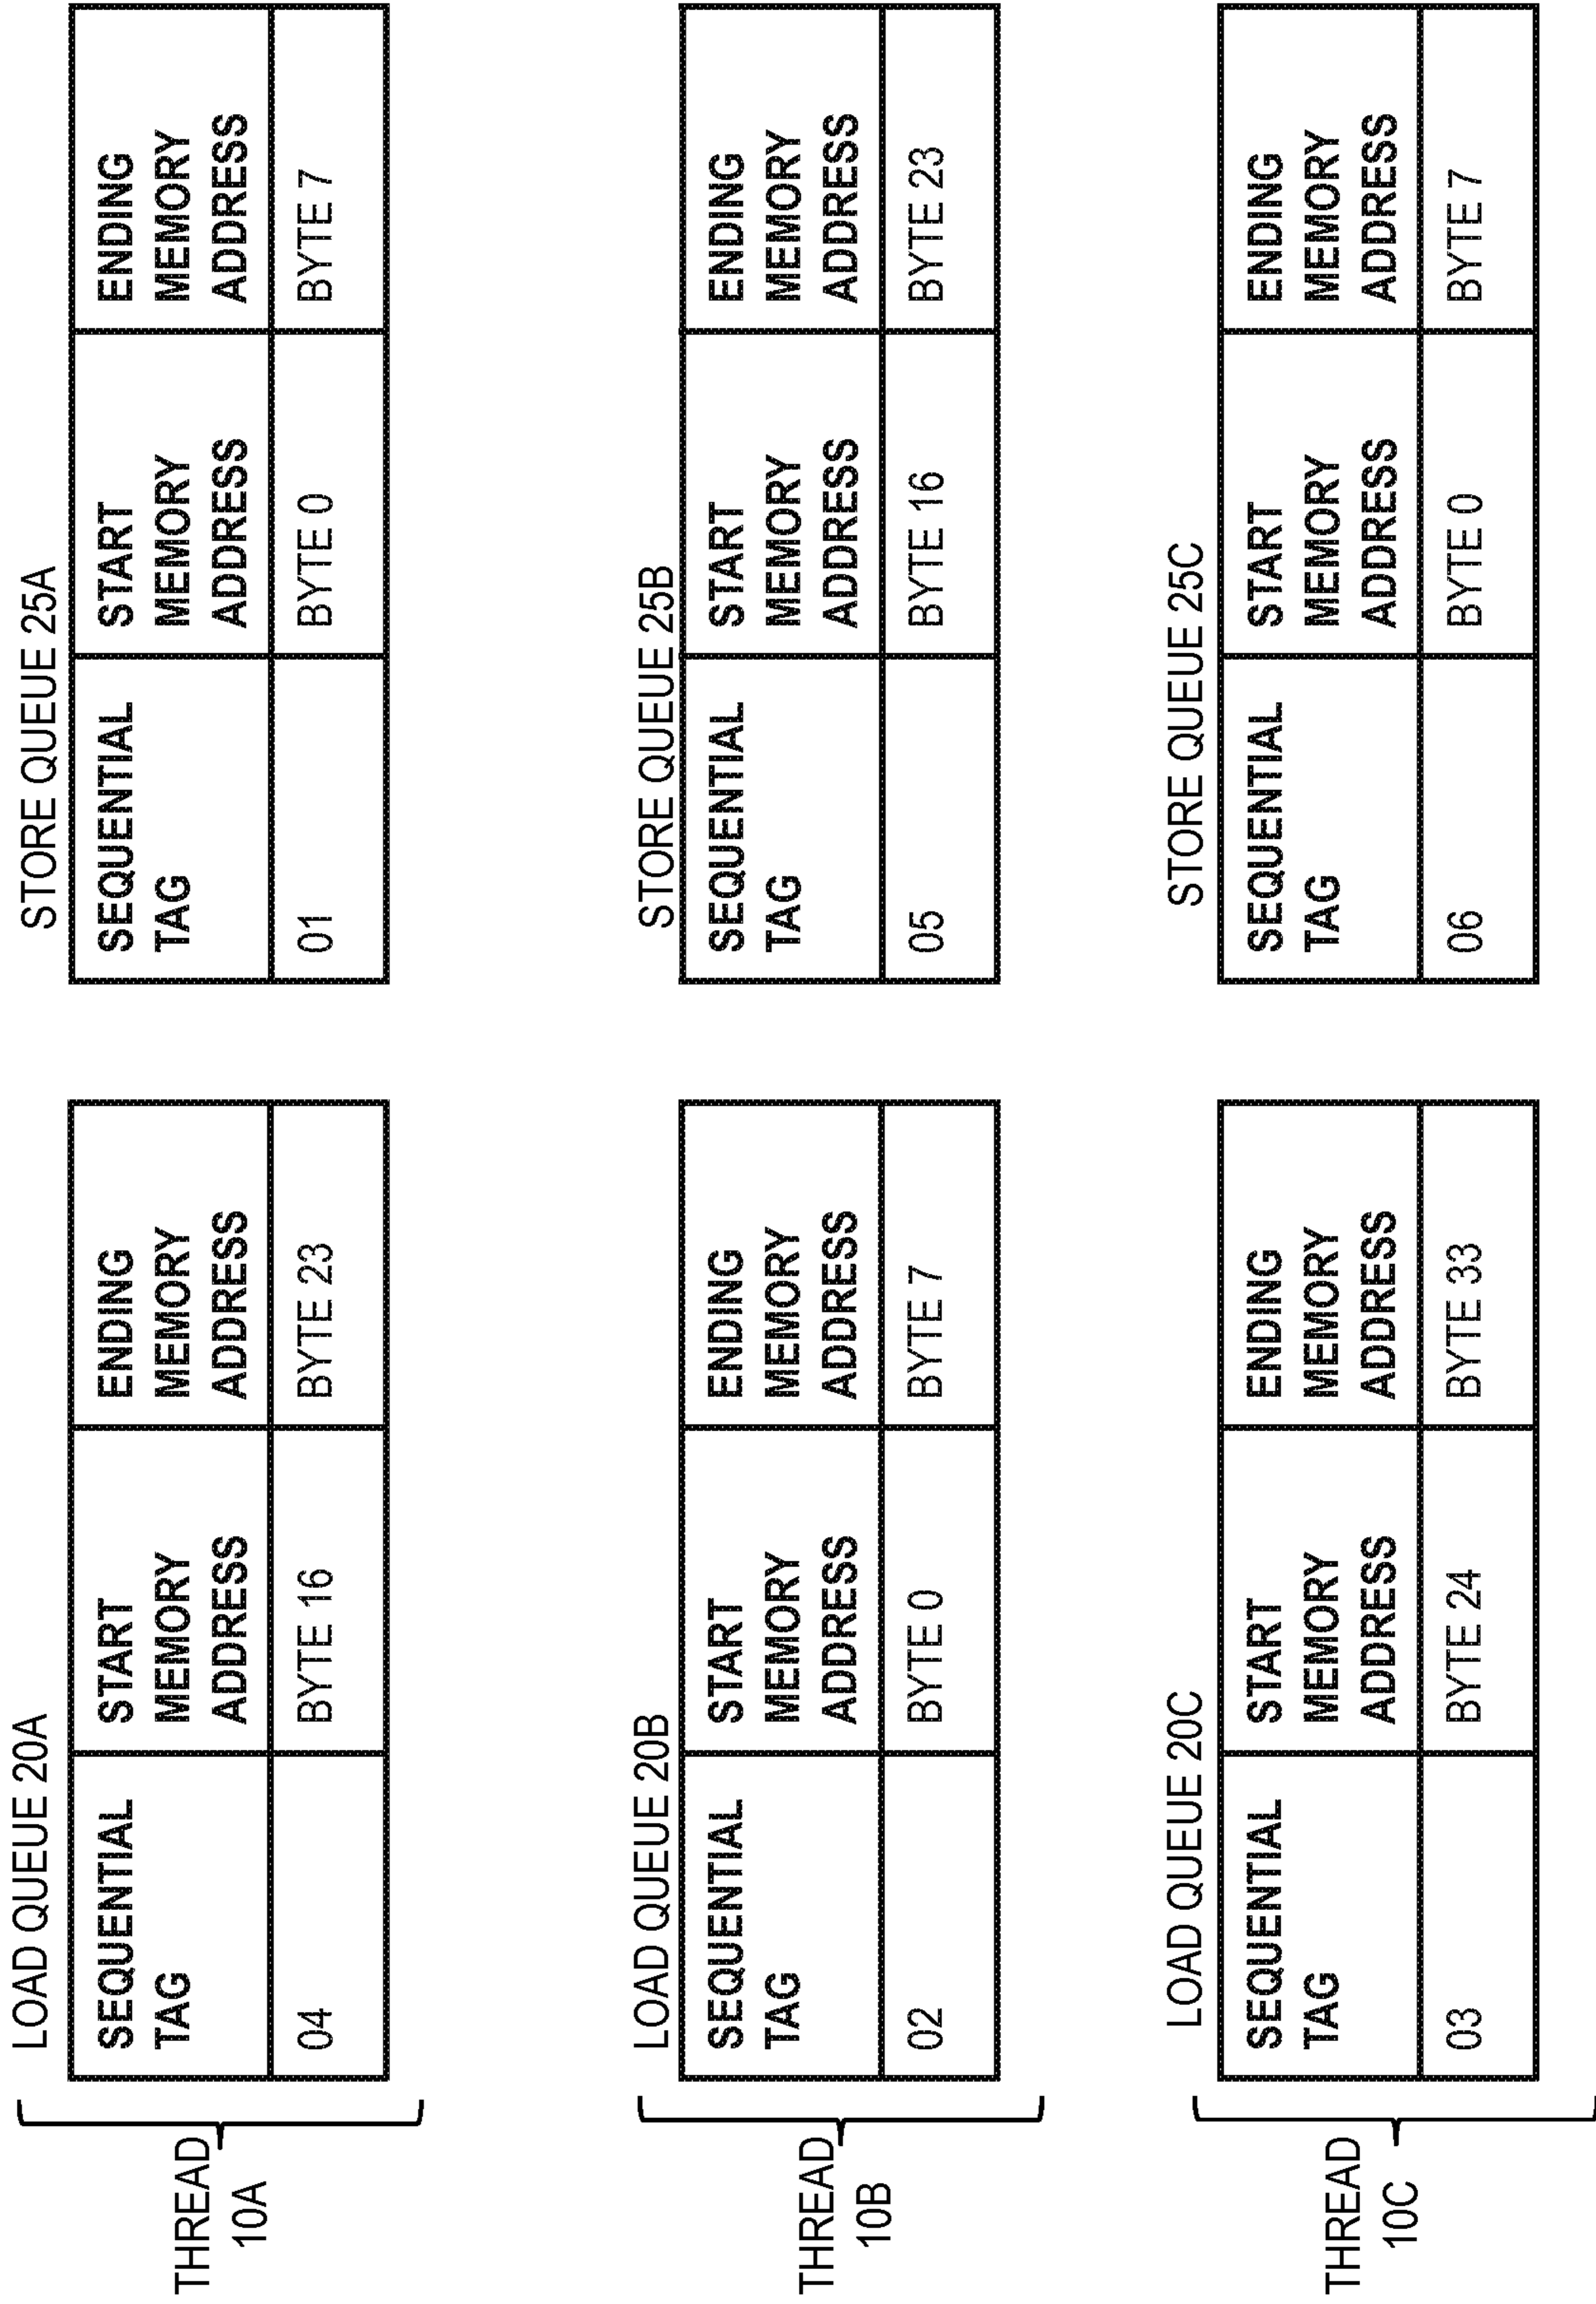 THREAD
10A
LOAD QUEUE 20A
SEQUENTIAL
TAG
START
MEMORY
ADDRESS
ENDING
MEMORY
ADDRESS
04
BYTE 16
BYTE 23
STORE QUEUE 25A
SEQUENTIAL
TAG
START
MEMORY
ADDRESS
ENDING
MEMORY
ADDRESS
01
BYTE 0
BYTE 7
THREAD
10B
LOAD QUEUE 20B
SEQUENTIAL
TAG
START
MEMORY
ADDRESS
ENDING
MEMORY
ADDRESS
02
BYTE 0
BYTE 7
STORE QUEUE 25B
SEQUENTIAL
TAG
START
MEMORY
ADDRESS
ENDING
MEMORY
ADDRESS
05
BYTE 16
BYTE 23
THREAD
10C
LOAD QUEUE 20C
SEQUENTIAL
TAG
START
MEMORY
ADDRESS
ENDING
MEMORY
ADDRESS
03
BYTE 24
BYTE 33
STORE QUEUE 25C
SEQUENTIAL
TAG
START
MEMORY
ADDRESS
ENDING
MEMORY
ADDRESS
06
BYTE 0
BYTE 7